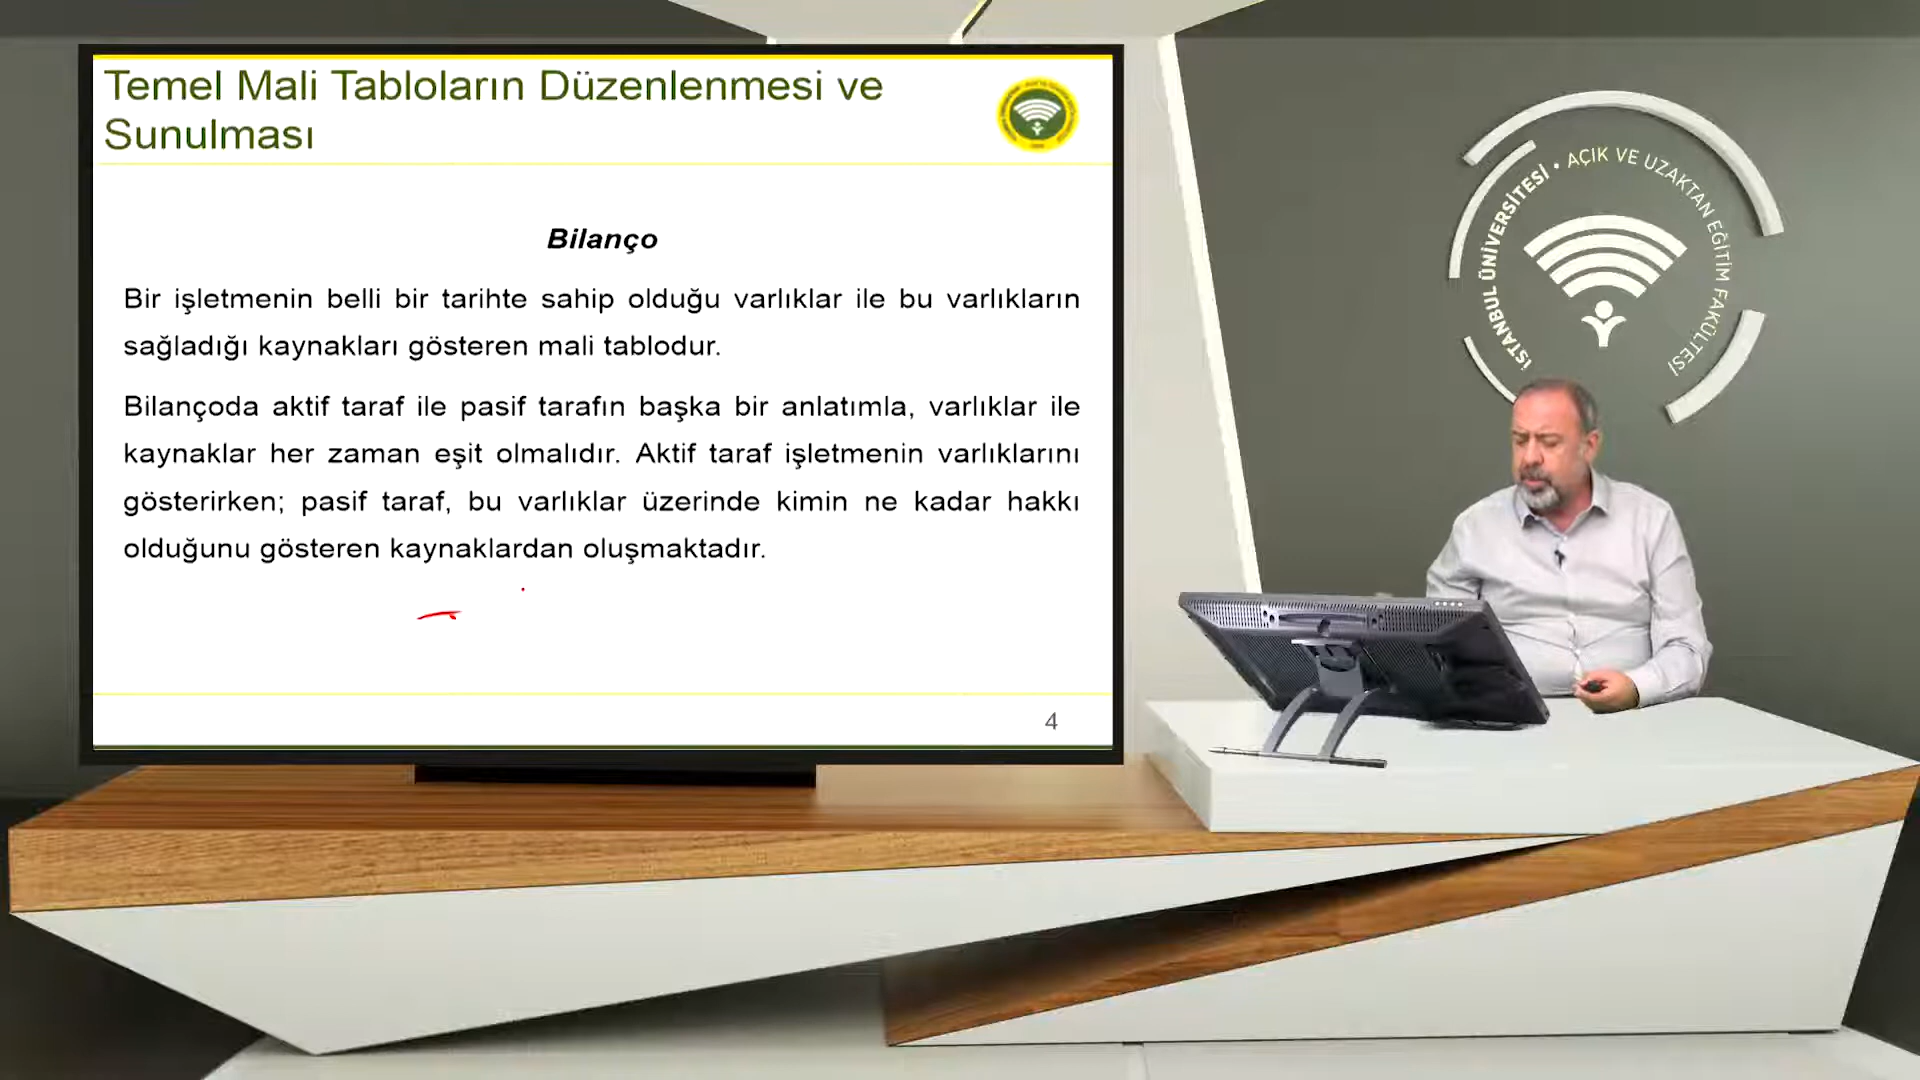 Temel Mali Tabloların Düzenlenmesi ve
Sunulması
Bilanço
Bir işletmenin belli bir tarihte sahip olduğu varlıklar ile bu varlıkların
sağladığı kaynakları gösteren mali tablodur.
Bilançoda aktif taraf ile pasif tarafın başka bir anlatımla, varlıklar ile
kaynaklar her zaman eşit olmalıdır. Aktif taraf işletmenin varlıklarını
gösterirken; pasif taraf, bu varlıklar üzerinde kimin ne kadar hakkı
olduğunu gösteren kaynaklardan oluşmaktadır.
4
İSTANBUL ÜNİVERSİTESİ • AÇIK VE UZAKTAN EĞİTİM FAKÜLTESİ